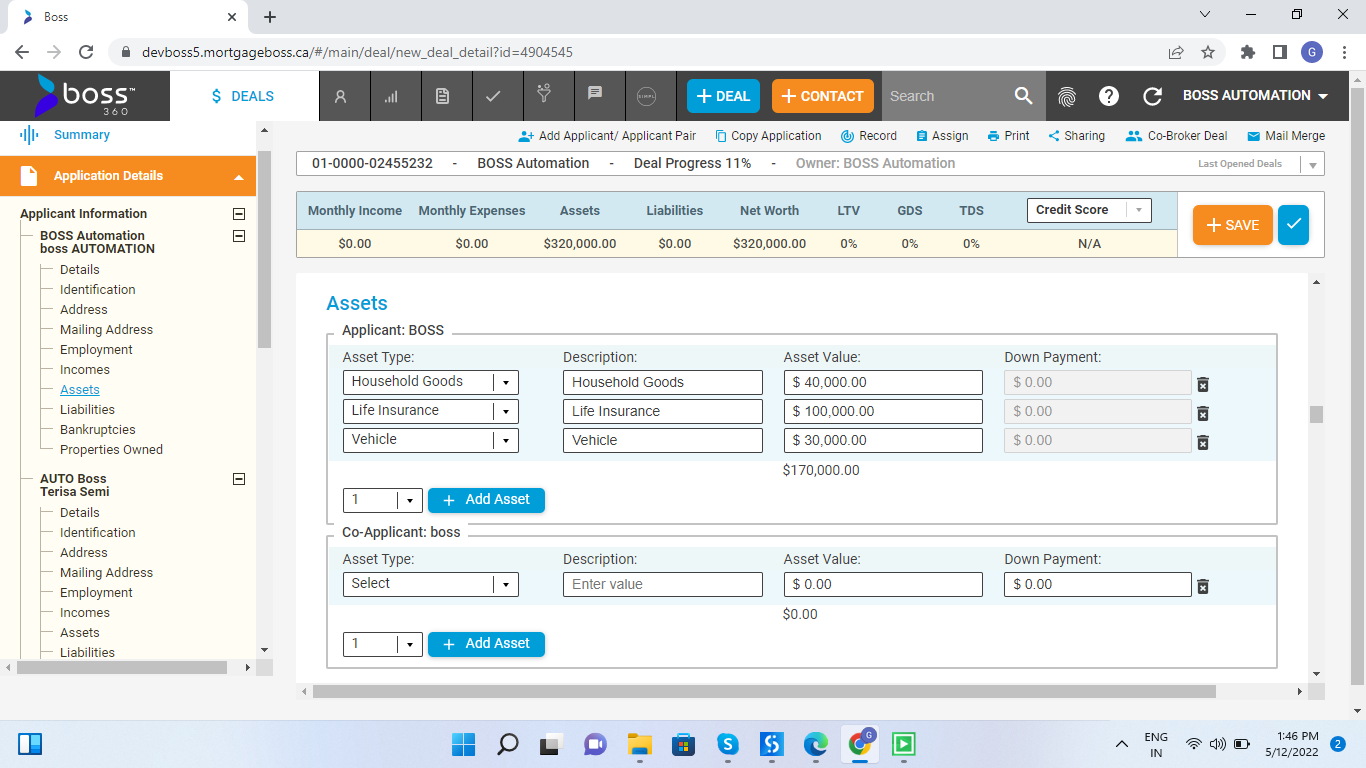 Boss
devboss5.mortgageboss.ca/#/main/deal/new_deal_detail?id=4904545
G
boss™
360
$ DEALS
SIMPL
+ DEAL
+ CONTACT
Search
BOSS AUTOMATION
Summary
Add Applicant/ Applicant Pair
Copy Application
Record
Assign
Print
Sharing
Co-Broker Deal
Mail Merge
Application Details
01-0000-02455232 - BOSS Automation - Deal Progress 11% - Owner: BOSS Automation
Last Opened Deals
Monthly Income Monthly Expenses Assets Liabilities Net Worth LTV GDS TDS Credit Score
$0.00 $0.00 $320,000.00 $0.00 $320,000.00 0% 0% 0% N/A
+ SAVE
Applicant Information
BOSS Automation
boss AUTOMATION
Details
Identification
Address
Mailing Address
Employment
Incomes
Assets
Liabilities
Bankruptcies
Properties Owned
AUTO Boss
Terisa Semi
Details
Identification
Address
Mailing Address
Employment
Incomes
Assets
Liabilities
Assets
Applicant: BOSS
Asset Type: Description: Asset Value: Down Payment:
Household Goods Household Goods $ 40,000.00 $ 0.00
Life Insurance Life Insurance $ 100,000.00 $ 0.00
Vehicle Vehicle $ 30,000.00 $ 0.00
$170,000.00
1 + Add Asset
Co-Applicant: boss
Asset Type: Description: Asset Value: Down Payment:
Select Enter value $ 0.00 $ 0.00
$0.00
1 + Add Asset
G
ENG
IN
1:46 PM
5/12/2022
2